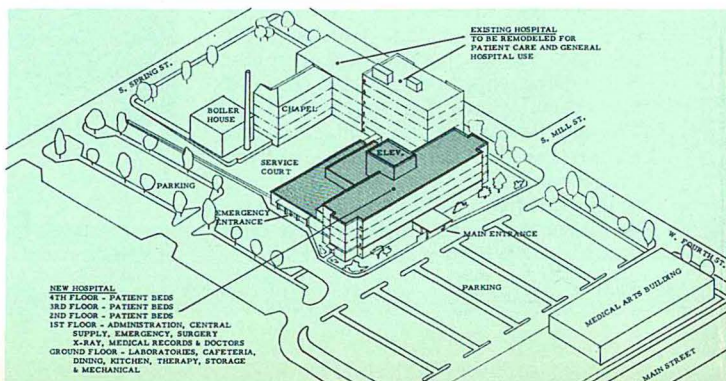 EXISTING HOSPITAL
TO BE REMODELED FOR
PATIENT CARE AND GENERAL
HOSPITAL USE
S. SPRING ST.
BOILER
HOUSE
CHAPEL
S. MILL ST.
ELEV.
SERVICE
COURT
PARKING
EMERGENCY
ENTRANCE
MAIN ENTRANCE
W. FOURTH ST.
PARKING
MEDICAL ARTS BUILDING
MAIN STREET
NEW HOSPITAL
4TH FLOOR - PATIENT BEDS
3RD FLOOR - PATIENT BEDS
2ND FLOOR - PATIENT BEDS
1ST FLOOR - ADMINISTRATION, CENTRAL
SUPPLY, EMERGENCY, SURGERY
X-RAY, MEDICAL RECORDS & DOCTORS
GROUND FLOOR - LABORATORIES, CAFETERIA,
DINING, KITCHEN, THERAPY, STORAGE
& MECHANICAL